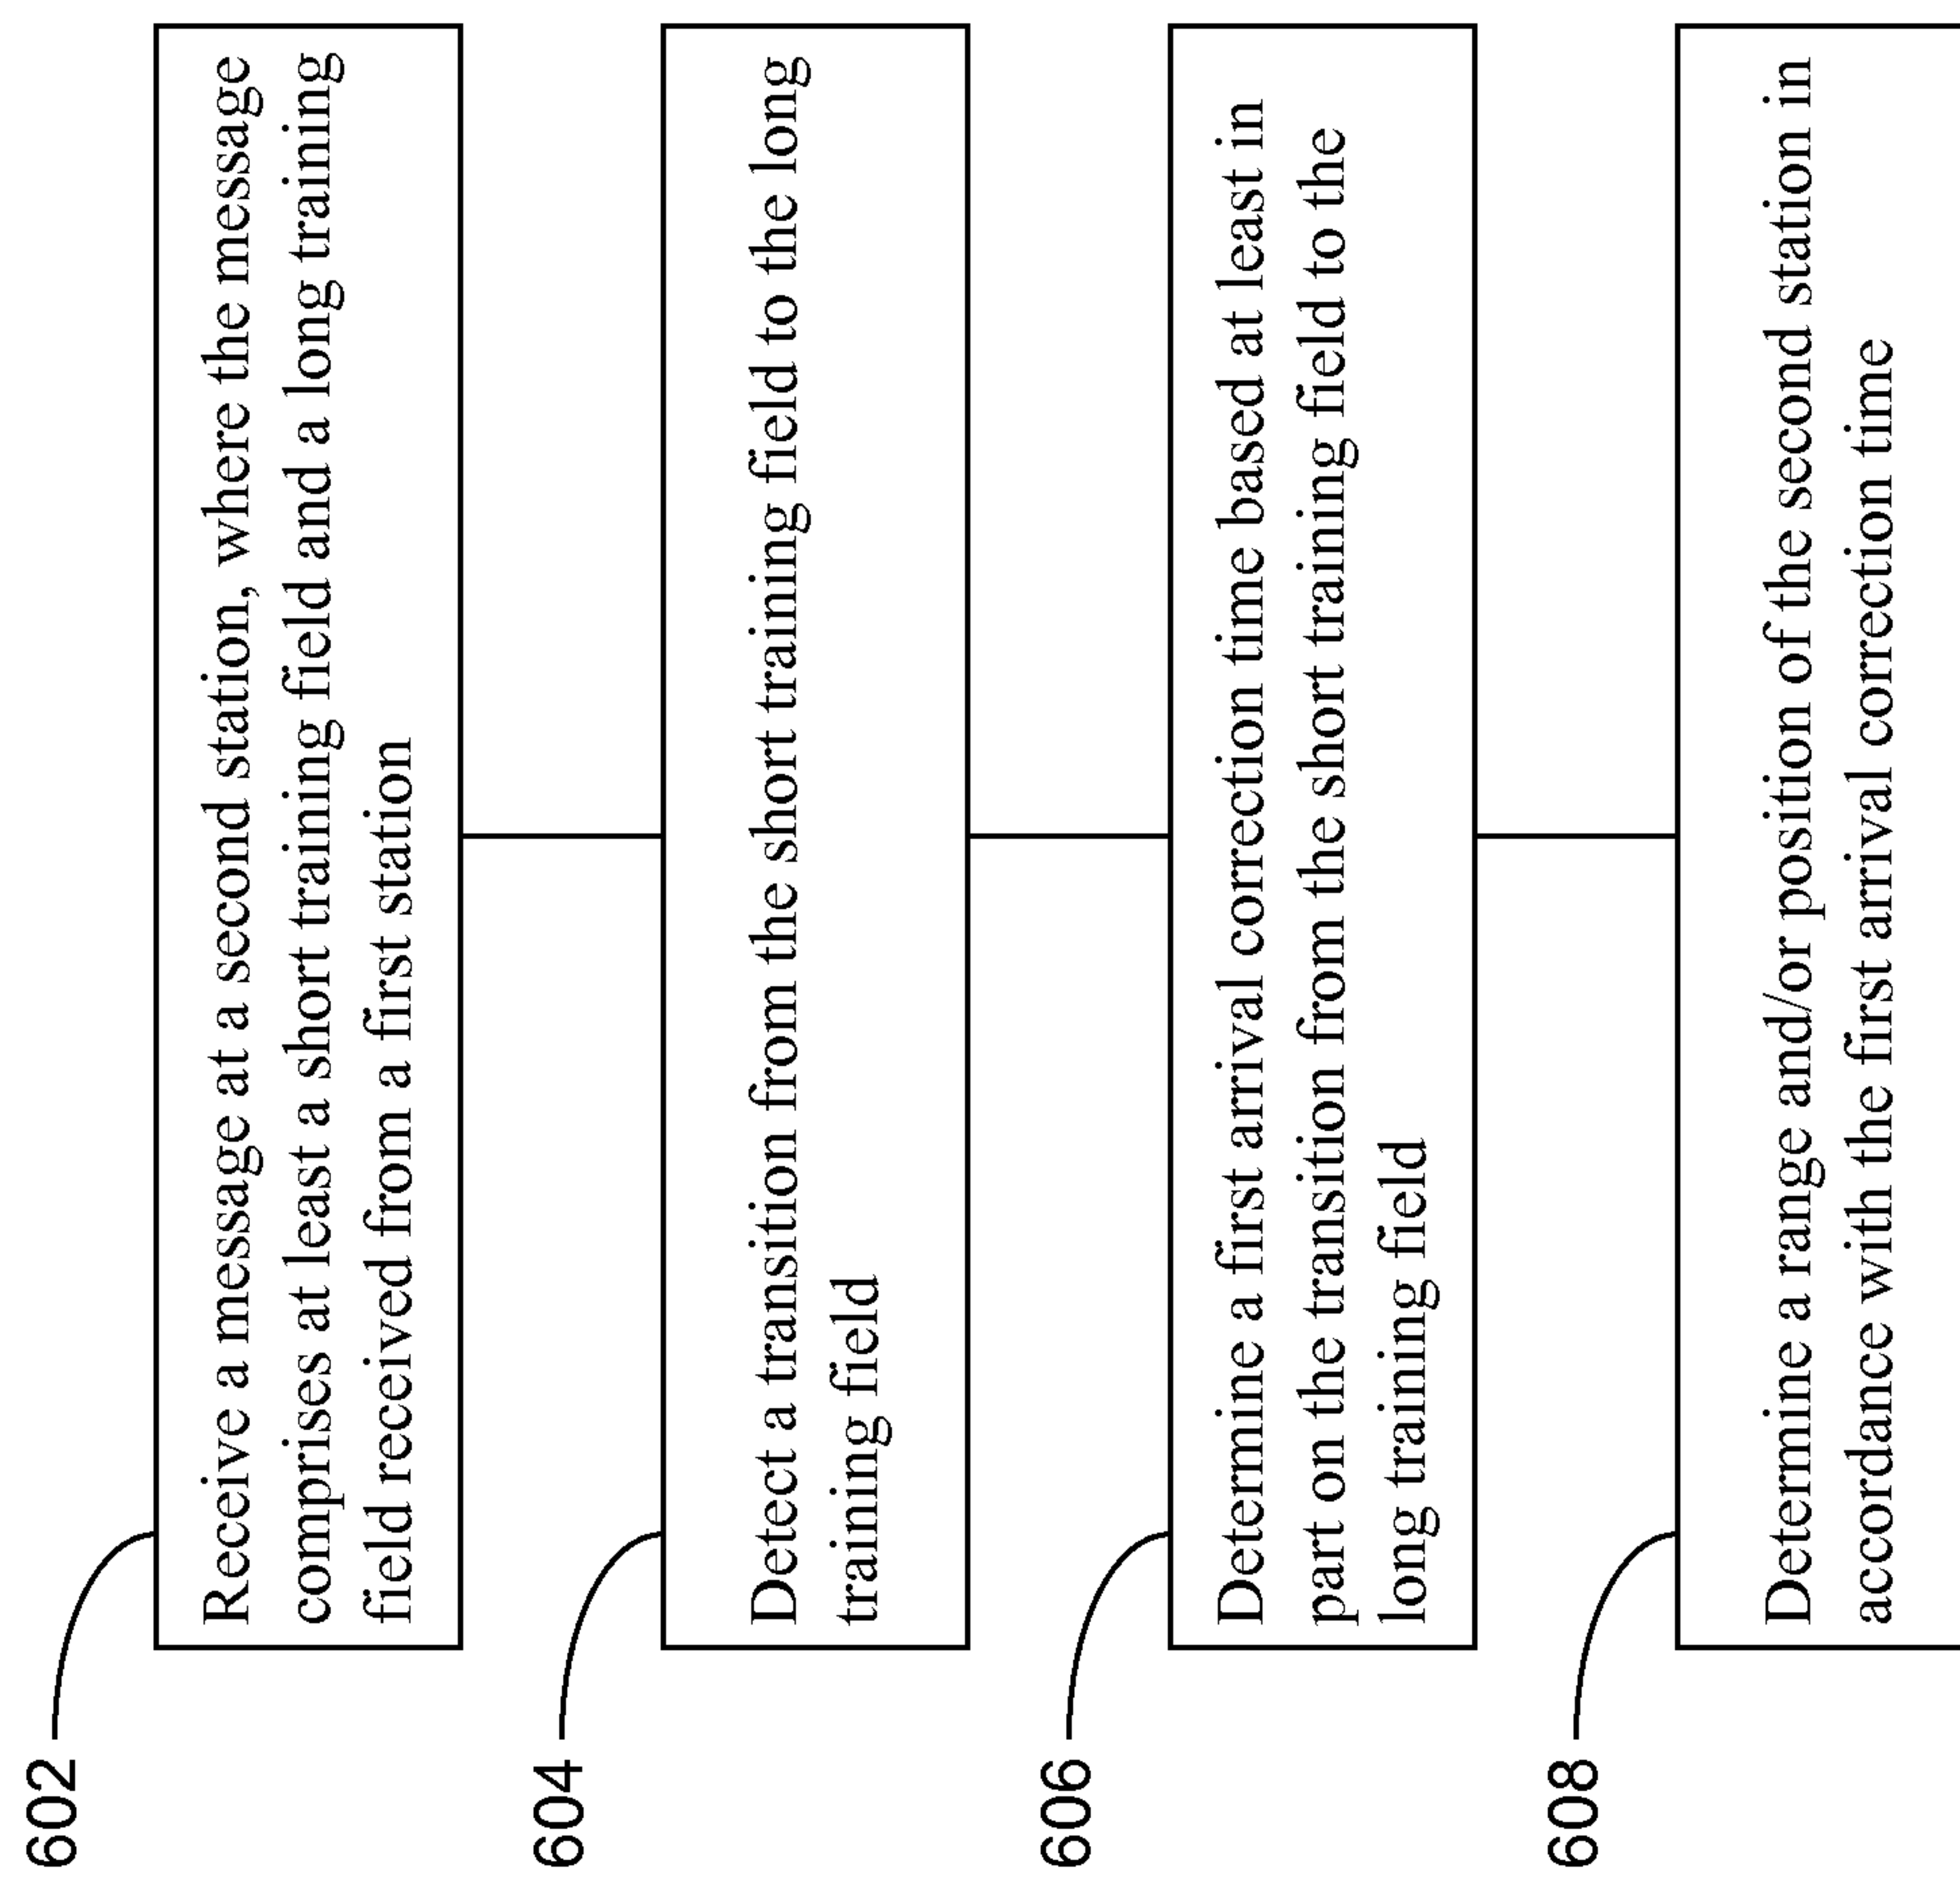 602
Receive a message at a second station, where the message
comprises at least a short training field and a long training
field received from a first station
604
Detect a transition from the short training field to the long
training field
606
Determine a first arrival correction time based at least in
part on the transition from the short training field to the
long training field
608
Determine a range and/or position of the second station in
accordance with the first arrival correction time